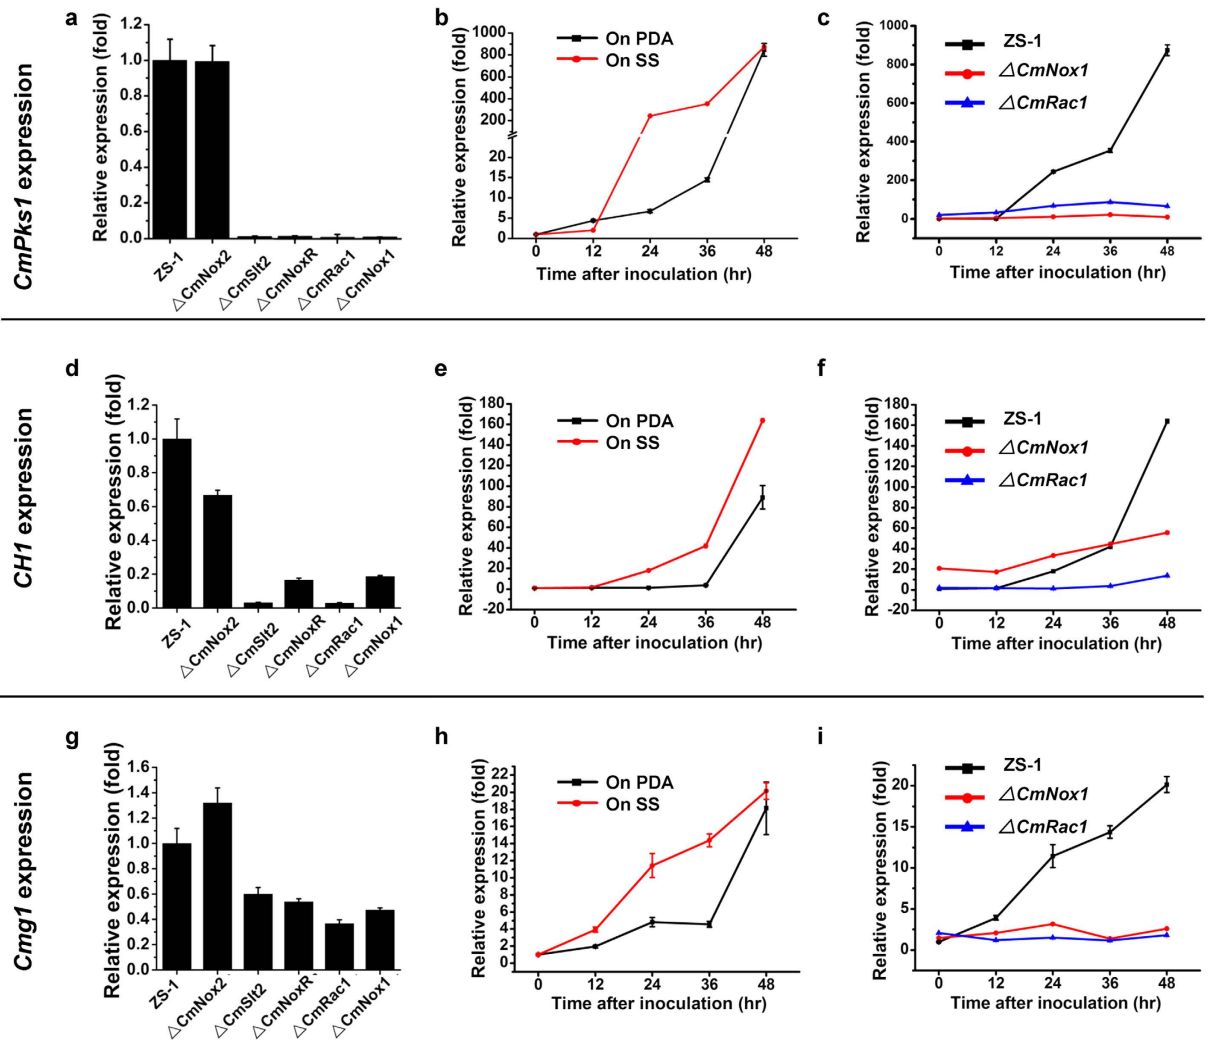 a
CmPks1 expression
Relative expression (fold)
1.2
1.0
0.8
0.6
0.4
0.2
0.0
ZS-1
△CmNox2
△CmSlt2
△CmNoxR
△CmRac1
△CmNox1
b
Relative expression (fold)
1000
800
600
400
200
20
15
10
5
0
On PDA
On SS
0 12 24 36 48
Time after inoculation (hr)
c
Relative expression (fold)
1000
800
600
400
200
0
ZS-1
△CmNox1
△CmRac1
0 12 24 36 48
Time after inoculation (hr)
d
CH1 expression
Relative expression (fold)
1.2
1.0
0.8
0.6
0.4
0.2
0.0
ZS-1
△CmNox2
△CmSlt2
△CmNoxR
△CmRac1
△CmNox1
e
Relative expression (fold)
180
160
140
120
100
80
60
40
20
0
-20
On PDA
On SS
0 12 24 36 48
Time after inoculation (hr)
f
Relative expression (fold)
180
160
140
120
100
80
60
40
20
0
-20
ZS-1
△CmNox1
△CmRac1
0 12 24 36 48
Time after inoculation (hr)
g
Cmg1 expression
Relative expression (fold)
1.6
1.4
1.2
1.0
0.8
0.6
0.4
0.2
0.0
ZS-1
△CmNox2
△CmSlt2
△CmNoxR
△CmRac1
△CmNox1
h
Relative expression (fold)
22
20
18
16
14
12
10
8
6
4
2
0
On PDA
On SS
0 12 24 36 48
Time after inoculation (hr)
i
Relative expression (fold)
20
15
10
5
0
ZS-1
△CmNox1
△CmRac1
0 12 24 36 48
Time after inoculation (hr)